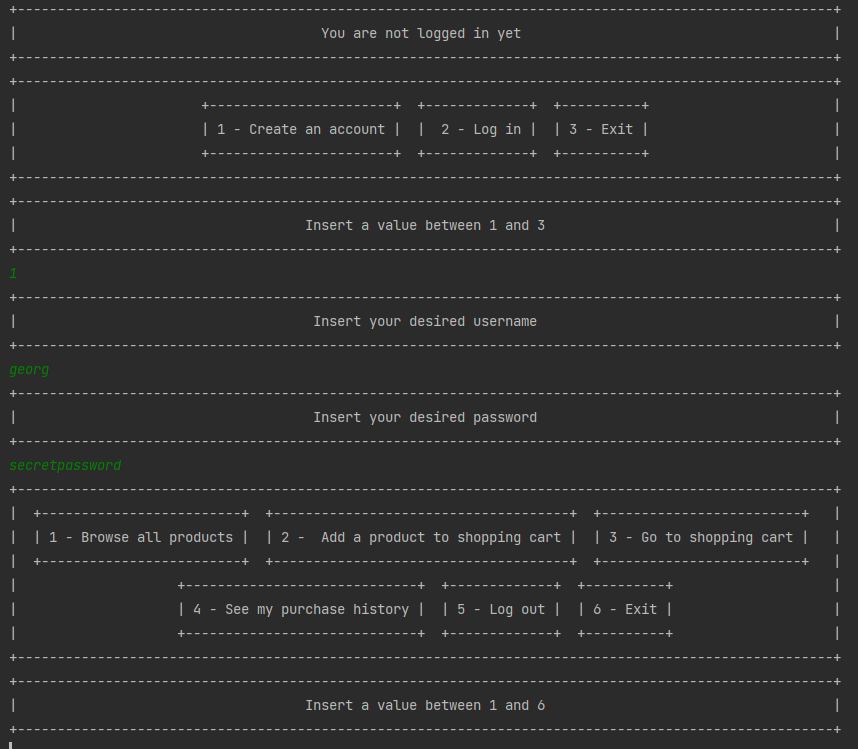 +------------------------------------------------------------------------------------------------------+
|                                      You are not logged in yet                                       |
+------------------------------------------------------------------------------------------------------+
+------------------------------------------------------------------------------------------------------+
|                       +-----------------------+  +-------------+  +----------+                       |
|                       | 1 - Create an account |  |  2 - Log in |  | 3 - Exit |                       |
|                       +-----------------------+  +-------------+  +----------+                       |
+------------------------------------------------------------------------------------------------------+
+------------------------------------------------------------------------------------------------------+
|                                    Insert a value between 1 and 3                                    |
+------------------------------------------------------------------------------------------------------+
1
+------------------------------------------------------------------------------------------------------+
|                                     Insert your desired username                                     |
+------------------------------------------------------------------------------------------------------+
georg
+------------------------------------------------------------------------------------------------------+
|                                     Insert your desired password                                     |
+------------------------------------------------------------------------------------------------------+
secretpassword
+------------------------------------------------------------------------------------------------------+
|  +-------------------------+  +-------------------------------------+  +-------------------------+   |
|  | 1 - Browse all products |  | 2 -  Add a product to shopping cart |  | 3 - Go to shopping cart |   |
|  +-------------------------+  +-------------------------------------+  +-------------------------+   |
|                    +-----------------------------+  +-------------+  +----------+                    |
|                    | 4 - See my purchase history |  | 5 - Log out |  | 6 - Exit |                    |
|                    +-----------------------------+  +-------------+  +----------+                    |
+------------------------------------------------------------------------------------------------------+
+------------------------------------------------------------------------------------------------------+
|                                    Insert a value between 1 and 6                                    |
+------------------------------------------------------------------------------------------------------+